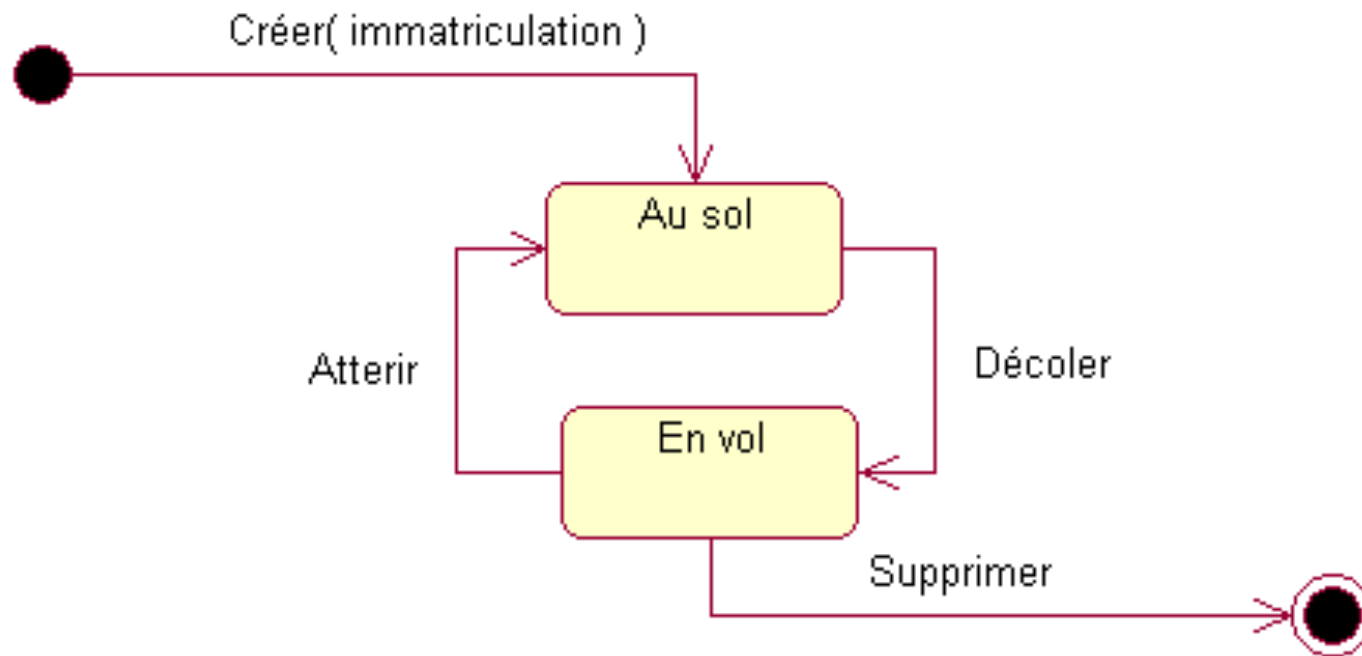 Créer( immatriculation )
Au sol
Atterir
Décoler
En vol
Supprimer